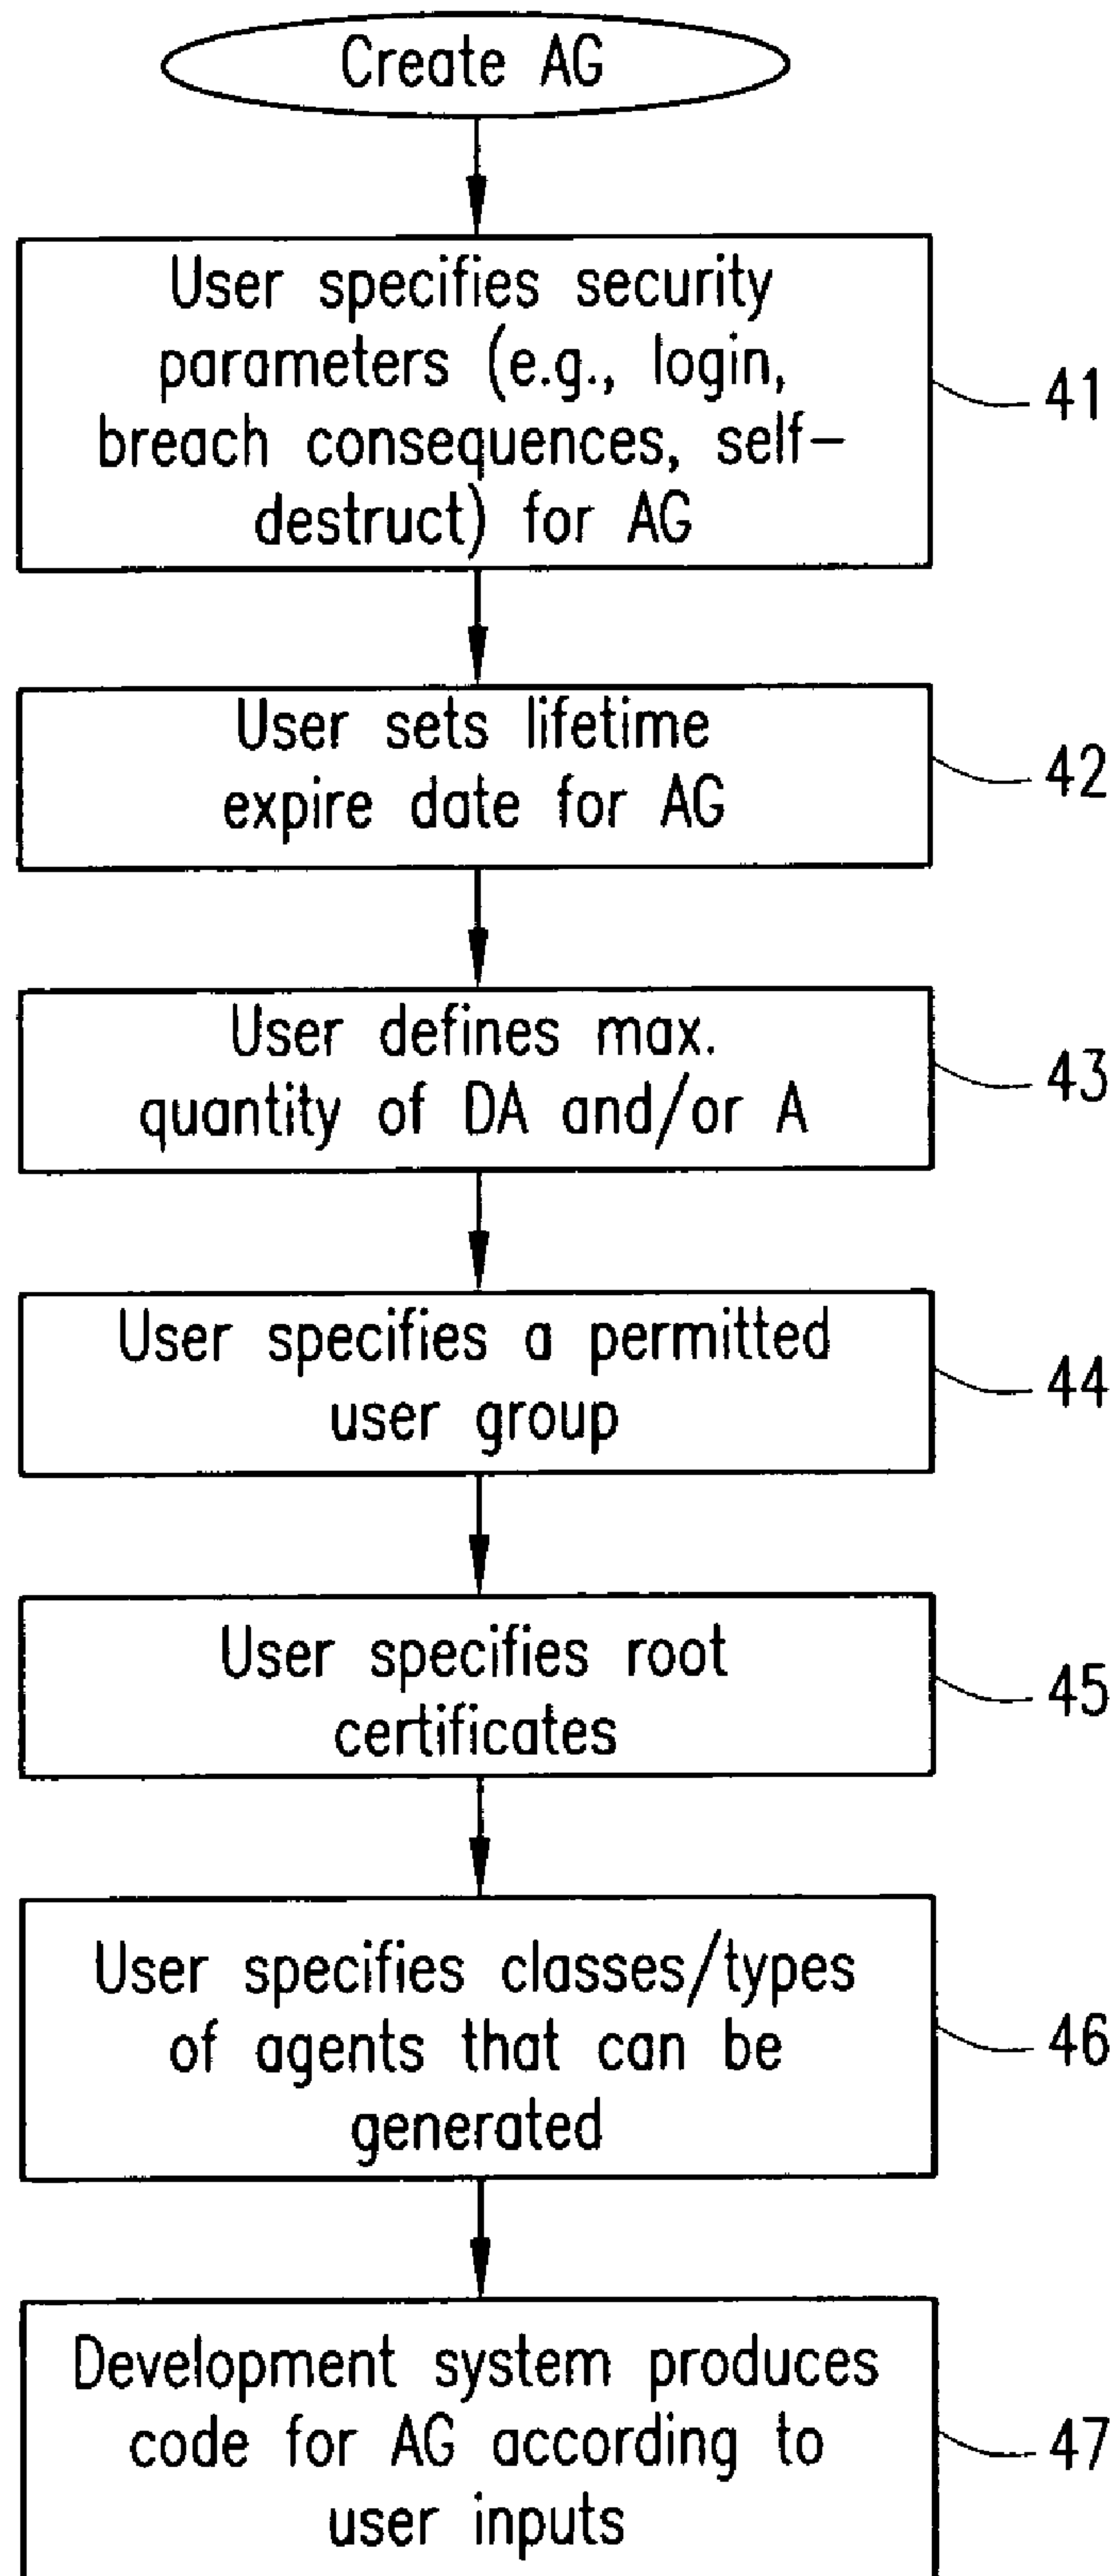 Create AG
User specifies security
parameters (e.g., login,
breach consequences, self-
destruct) for AG
41
User sets lifetime
expire date for AG
42
User defines max.
quantity of DA and/or A
43
User specifies a permitted
user group
44
User specifies root
certificates
45
User specifies classes/types
of agents that can be
generated
46
Development system produces
code for AG according to
user inputs
47